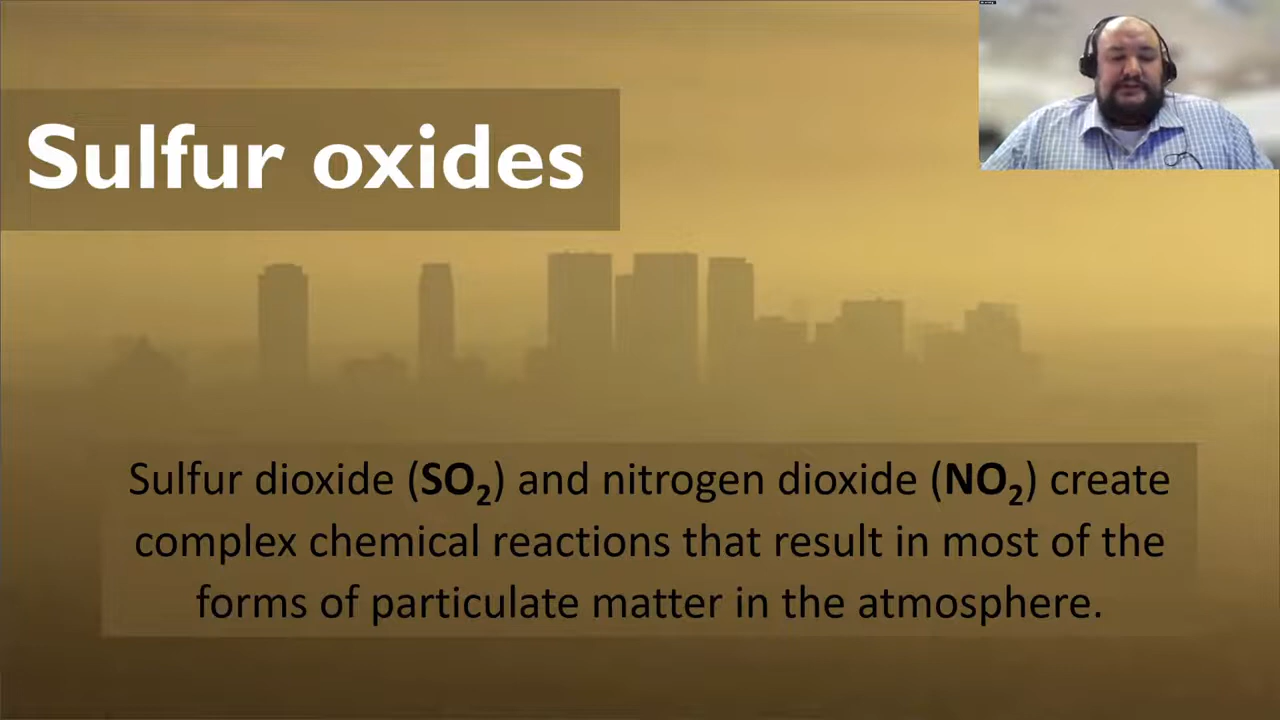 Sulfur oxides
Sulfur dioxide (SO₂) and nitrogen dioxide (NO₂) create
complex chemical reactions that result in most of the
forms of particulate matter in the atmosphere.